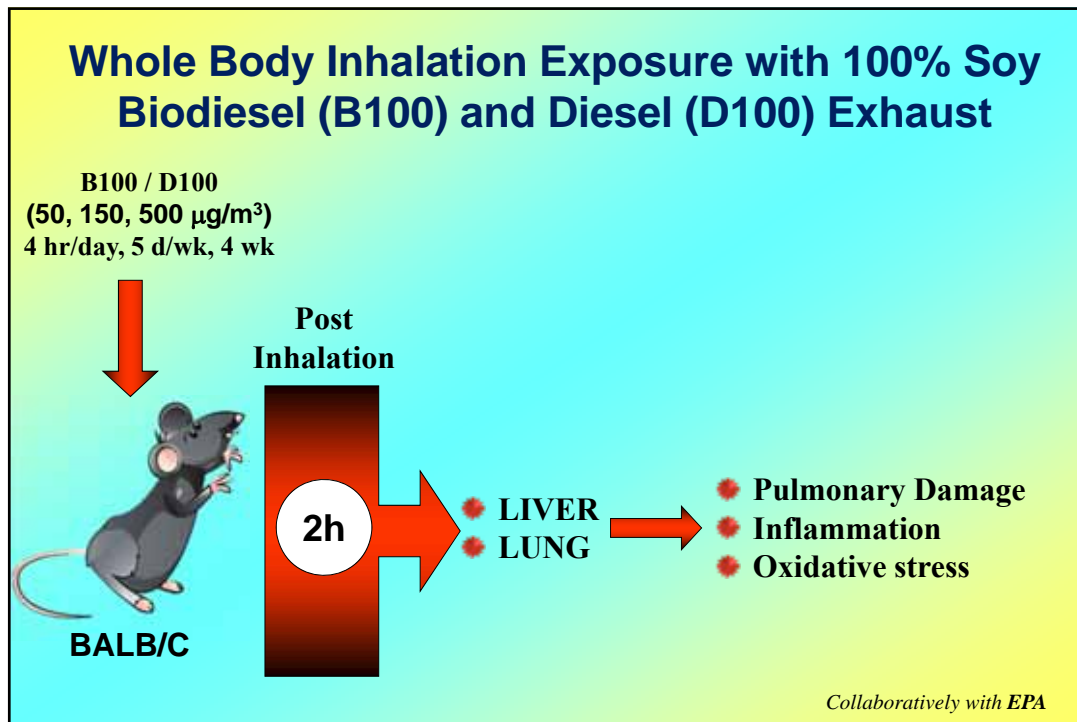 Whole Body Inhalation Exposure with 100% Soy
Biodiesel (B100) and Diesel (D100) Exhaust
B100 / D100
(50, 150, 500 μg/m³)
4 hr/day, 5 d/wk, 4 wk
Post
Inhalation
2h
BALB/C
LIVER
LUNG
Pulmonary Damage
Inflammation
Oxidative stress
Collaboratively with EPA